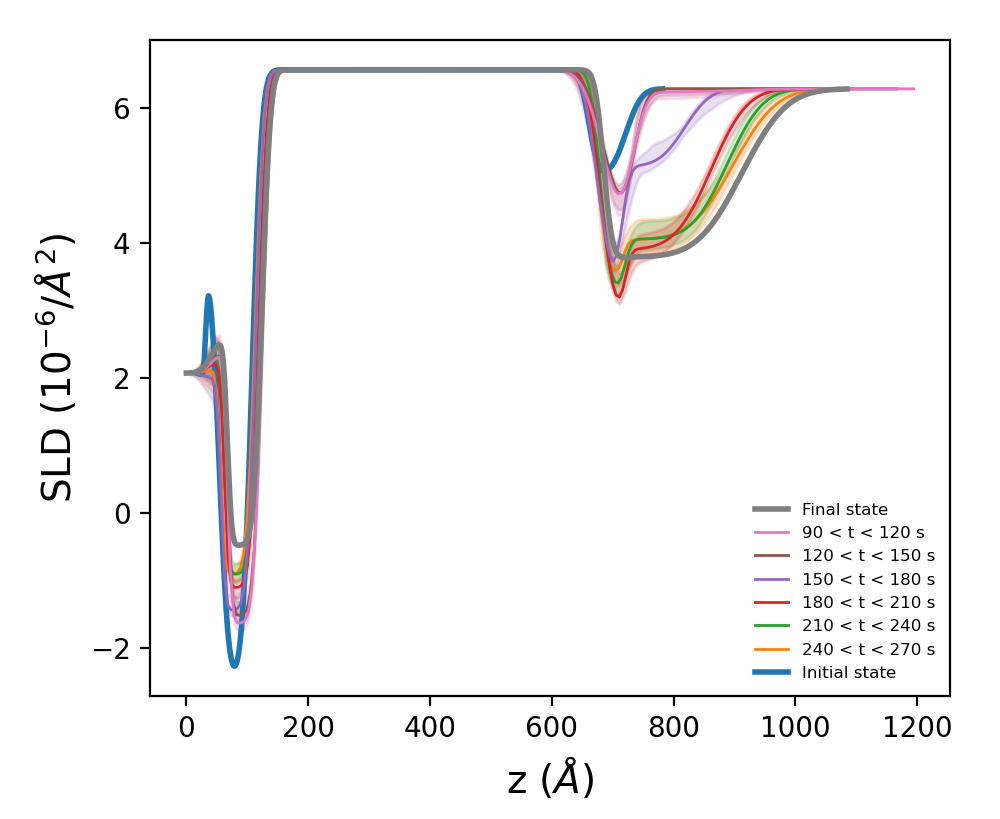 SLD (10⁻⁶/Å²)
6
4
2
0
−2
0 200 400 600 800 1000 1200
z (Å)
Final state
90 < t < 120 s
120 < t < 150 s
150 < t < 180 s
180 < t < 210 s
210 < t < 240 s
240 < t < 270 s
Initial state